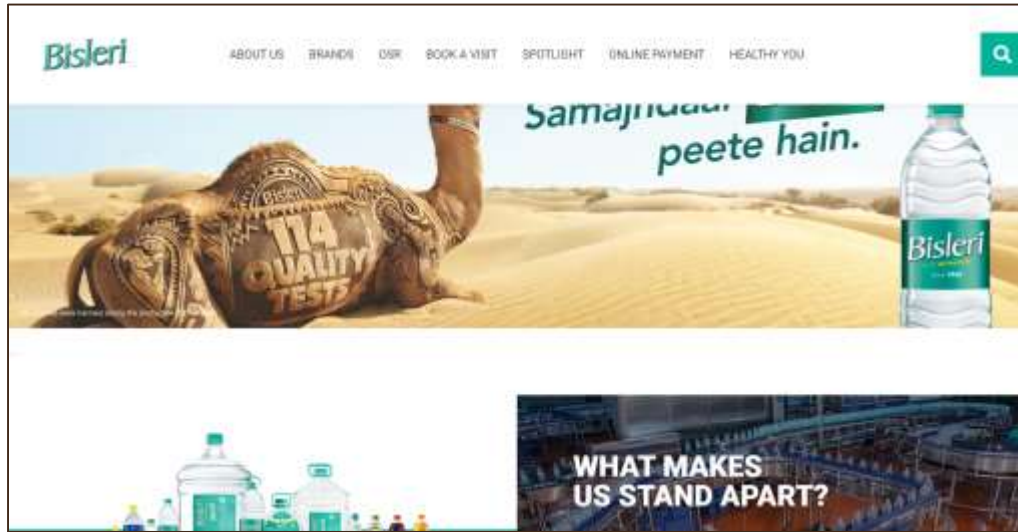 Bisleri
ABOUT US
BRANDS
CSR
BOOK A VISIT
SPOTLIGHT
ONLINE PAYMENT
HEALTHY YOU
peete hain.
Bisleri
114
QUALITY
TESTS
Bisleri
WHAT MAKES
US STAND APART?